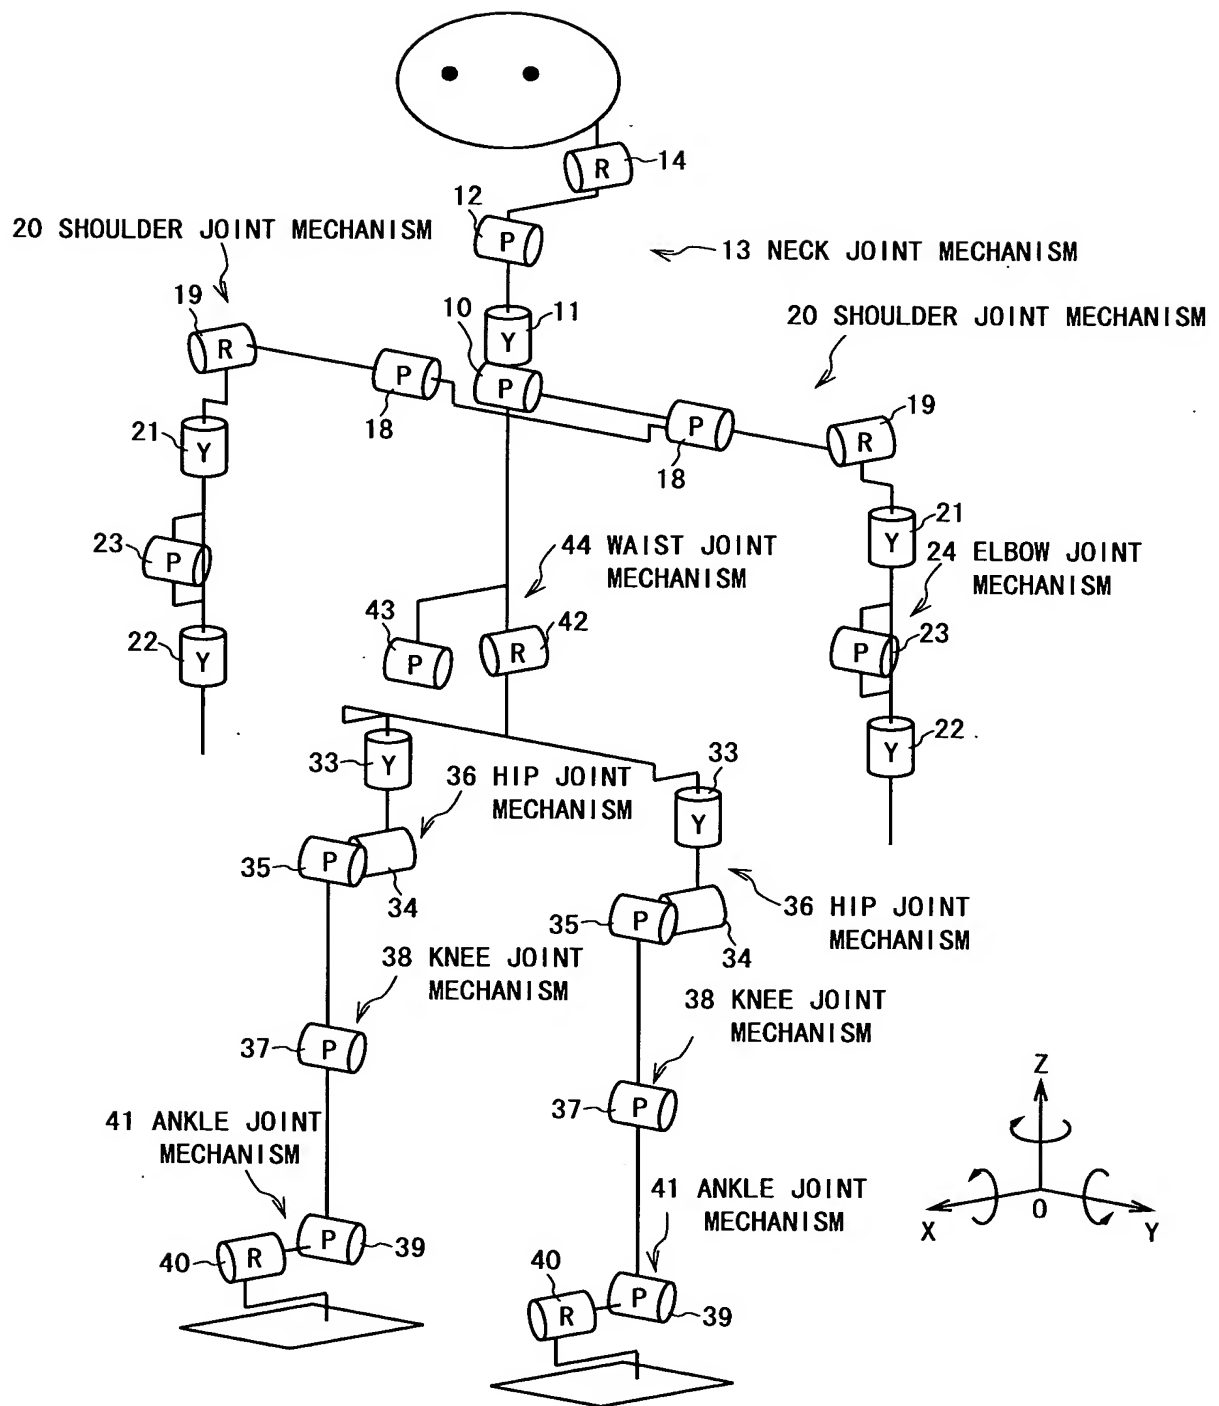 R
14
12
P
20 SHOULDER JOINT MECHANISM
13 NECK JOINT MECHANISM
19
10
Y
11
20 SHOULDER JOINT MECHANISM
R
P
P
18
P
18
19
R
21
Y
21
Y
23
P
44 WAIST JOINT
MECHANISM
24 ELBOW JOINT
MECHANISM
43
P
42
R
P
23
22
Y
22
Y
33
Y
36 HIP JOINT
MECHANISM
33
Y
35
P
34
35
P
34
36 HIP JOINT
MECHANISM
38 KNEE JOINT
MECHANISM
38 KNEE JOINT
MECHANISM
37
P
37
P
Z
X
O
Y
41 ANKLE JOINT
MECHANISM
41 ANKLE JOINT
MECHANISM
40
R
P
39
40
R
P
39